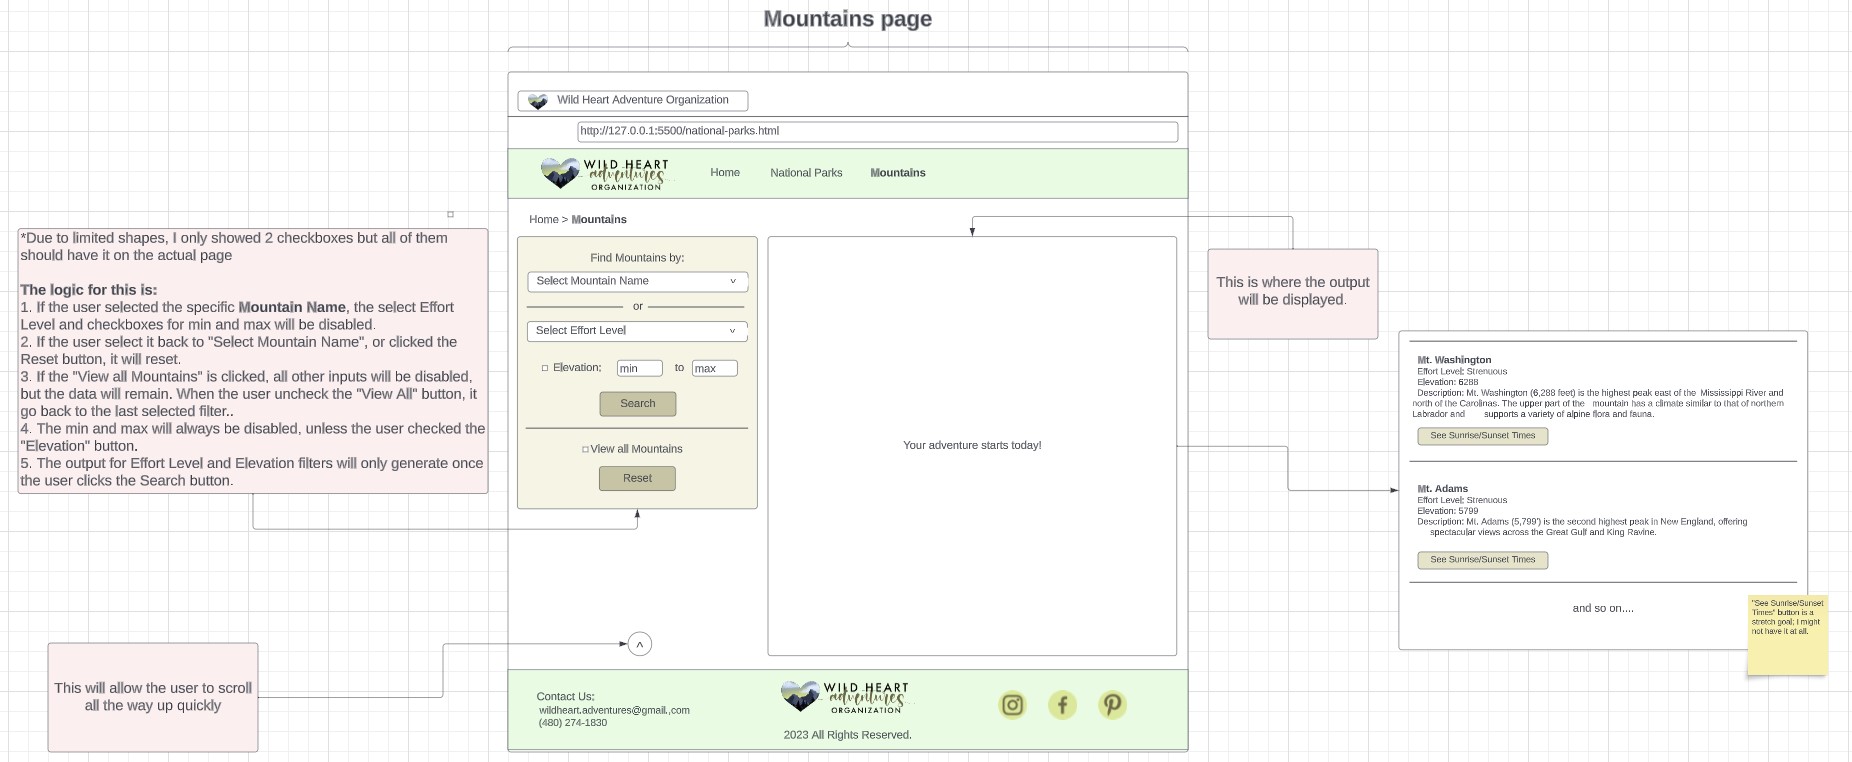 Mountains page
Wild Heart Adventure Organization
http://127.0.0.1:5500/national-parks.html
WILD HEART
adventures
ORGANIZATION
Home
National Parks
Mountains
Home > Mountains
*Due to limited shapes, I only showed 2 checkboxes but all of them
should have it on the actual page
The logic for this is:
1. If the user selected the specific Mountain Name, the select Effort
Level and checkboxes for min and max will be disabled.
2. If the user select it back to "Select Mountain Name", or clicked the
Reset button, it will reset.
3. If the "View all Mountains" is clicked, all other inputs will be disabled,
but the data will remain. When the user uncheck the "View All" button, it
go back to the last selected filter..
4. The min and max will always be disabled, unless the user checked the
"Elevation" button.
5. The output for Effort Level and Elevation filters will only generate once
the user clicks the Search button.
Find Mountains by:
Select Mountain Name
or
Select Effort Level
Elevation: min to max
Search
View all Mountains
Reset
Your adventure starts today!
This is where the output
will be displayed.
Mt. Washington
Effort Level: Strenuous
Elevation: 6288
Description: Mt. Washington (6,288 feet) is the highest peak east of the Mississippi River and
north of the Carolinas. The upper part of the mountain has a climate similar to that of northern
Labrador and supports a variety of alpine flora and fauna.
See Sunrise/Sunset Times
Mt. Adams
Effort Level: Strenuous
Elevation: 5799
Description: Mt. Adams (5,799') is the second highest peak in New England, offering
spectacular views across the Great Gulf and King Ravine.
See Sunrise/Sunset Times
and so on....
"See Sunrise/Sunset
Times" button is a
stretch goal; I might
not have it at all.
This will allow the user to scroll
all the way up quickly
Contact Us:
wildheart.adventures@gmail.,com
(480) 274-1830
WILD HEART
adventures
ORGANIZATION
2023 All Rights Reserved.